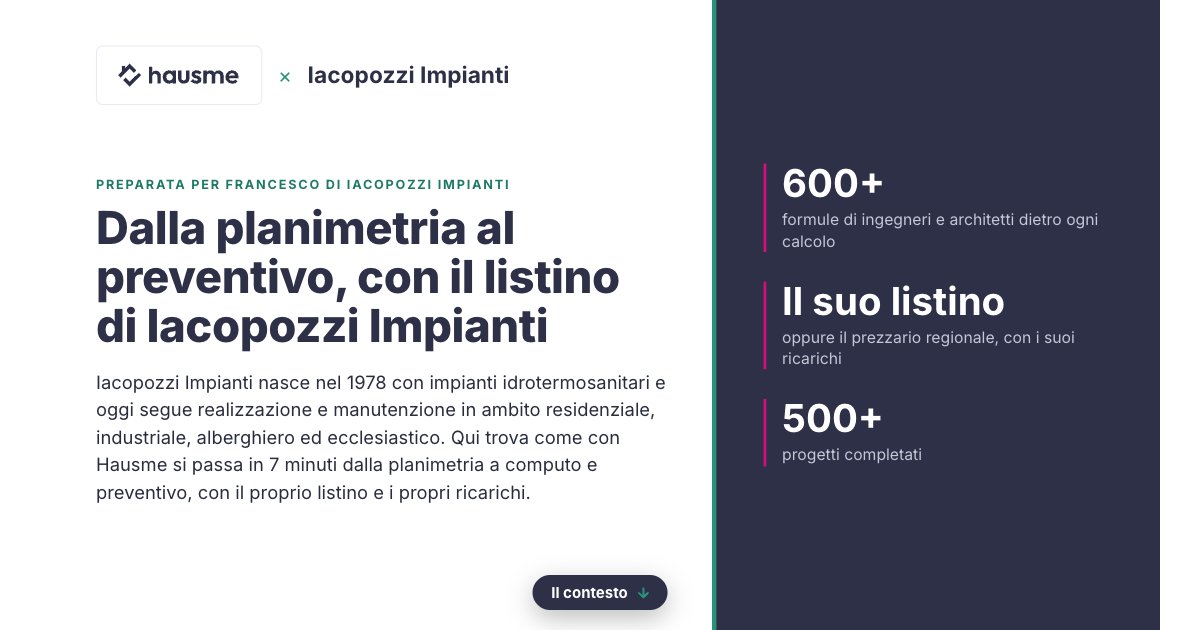 hausme × Iacopozzi Impianti
PREPARATA PER FRANCESCO DI IACOPOZZI IMPIANTI
Dalla planimetria al
preventivo, con il listino
di Iacopozzi Impianti
Iacopozzi Impianti nasce nel 1978 con impianti idrotermosanitari e
oggi segue realizzazione e manutenzione in ambito residenziale,
industriale, alberghiero ed ecclesiastico. Qui trova come con
Hausme si passa in 7 minuti dalla planimetria a computo e
preventivo, con il proprio listino e i propri ricarichi.
Il contesto ↓
600+
formule di ingegneri e architetti dietro ogni
calcolo
Il suo listino
oppure il prezzario regionale, con i suoi
ricarichi
500+
progetti completati